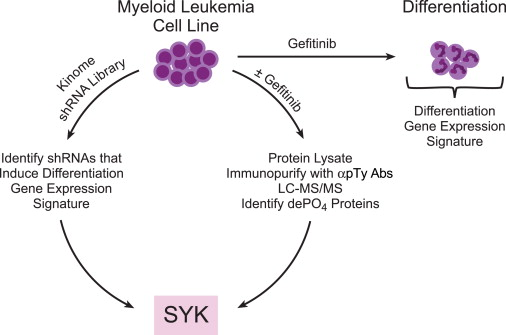 Myeloid Leukemia
Cell Line
Differentiation
Gefitinib
Kinome
shRNA Library
± Gefitinib
Differentiation
Gene Expression
Signature
Identify shRNAs that
Induce Differentiation
Gene Expression
Signature
Protein Lysate
Immunopurify with αpTy Abs
LC-MS/MS
Identify dePO₄ Proteins
SYK